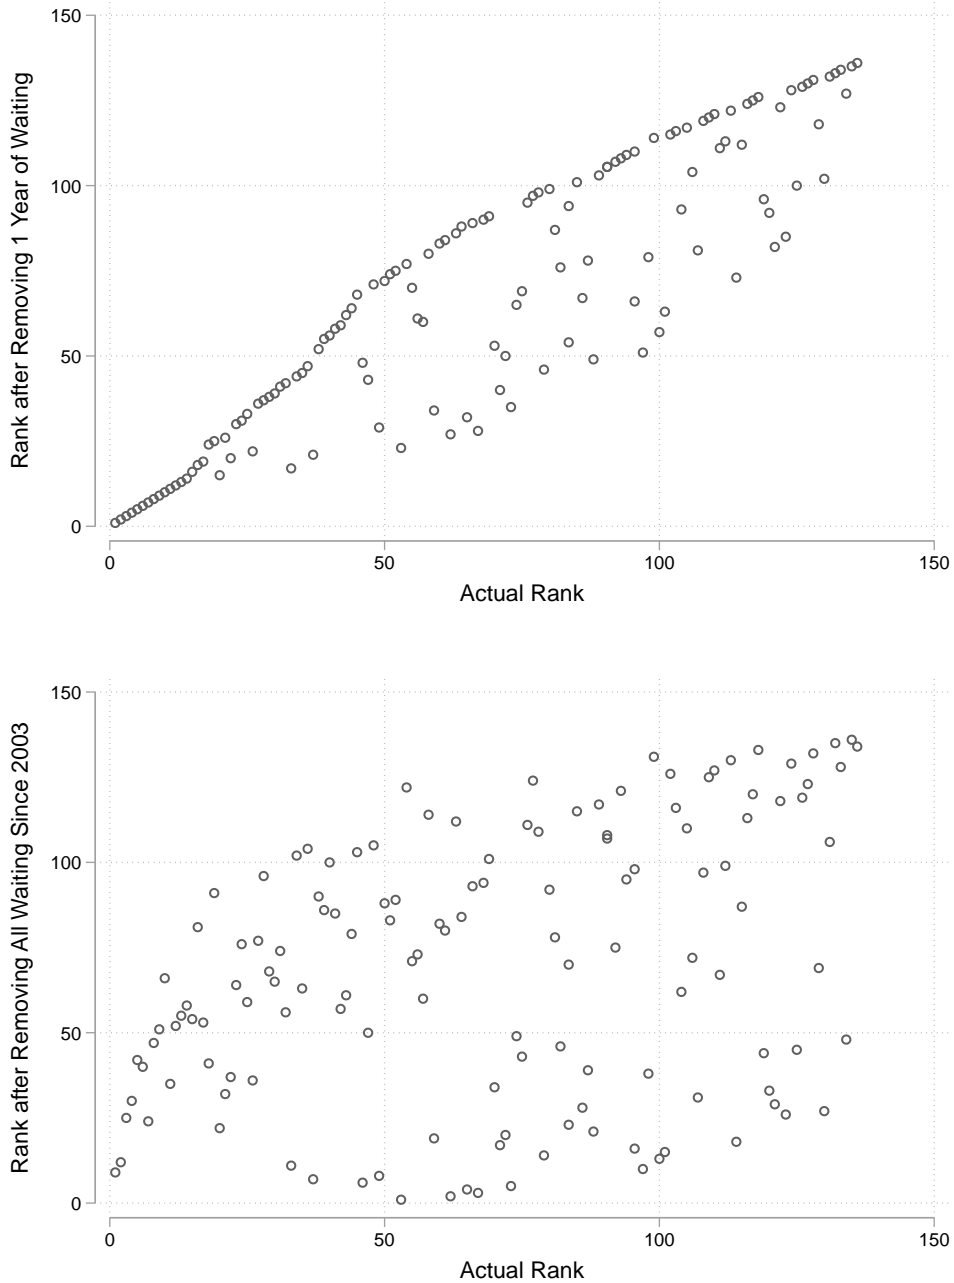 150
100
50
0
Rank after Removing 1 Year of Waiting
0 50 100 150
Actual Rank
150
100
50
0
Rank after Removing All Waiting Since 2003
0 50 100 150
Actual Rank